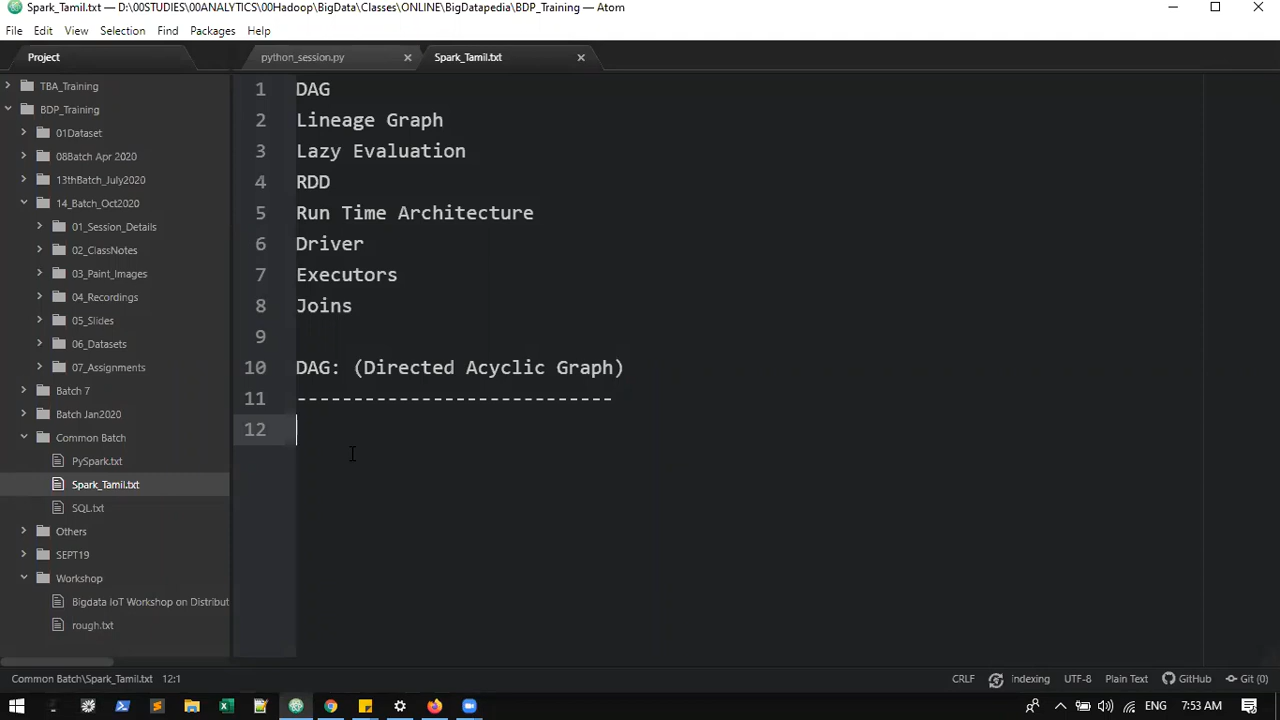 Spark_Tamil.txt — D:\00STUDIES\00ANALYTICS\00Hadoop\BigData\Classes\ONLINE\BigDatapedia\BDP_Training — Atom
File Edit View Selection Find Packages Help
Project
python_session.py
Spark_Tamil.txt
TBA_Training
BDP_Training
01Dataset
08Batch Apr 2020
13thBatch_July2020
14_Batch_Oct2020
01_Session_Details
02_ClassNotes
03_Paint_Images
04_Recordings
05_Slides
06_Datasets
07_Assignments
Batch 7
Batch Jan2020
Common Batch
PySpark.txt
Spark_Tamil.txt
SQL.txt
Others
SEPT19
Workshop
Bigdata IoT Workshop on Distribut
rough.txt
1 DAG
2 Lineage Graph
3 Lazy Evaluation
4 RDD
5 Run Time Architecture
6 Driver
7 Executors
8 Joins
9
10 DAG: (Directed Acyclic Graph)
11 ----------------------------
12
Common Batch\Spark_Tamil.txt 12:1
CRLF Indexing UTF-8 Plain Text GitHub Git (0)
ENG 7:53 AM